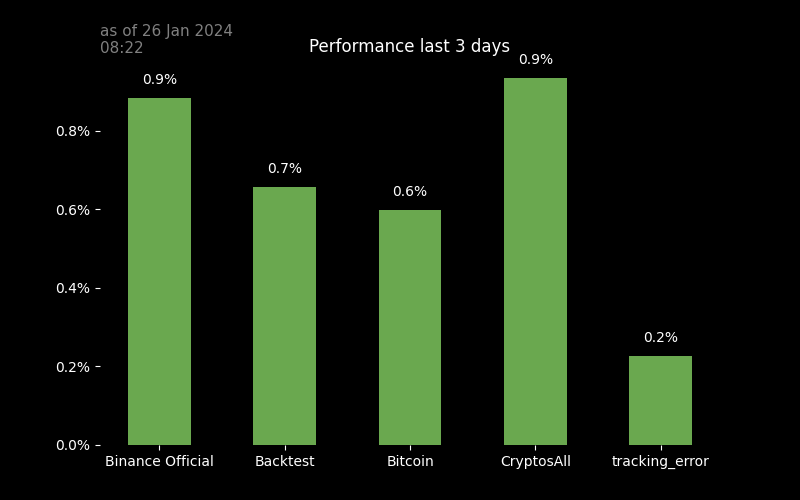 as of 26 Jan 2024
08:22
Performance last 3 days
0.9%
0.9%
0.7%
0.6%
0.2%
0.8%
0.6%
0.4%
0.2%
0.0%
Binance Official
Backtest
Bitcoin
CryptosAll
tracking_error